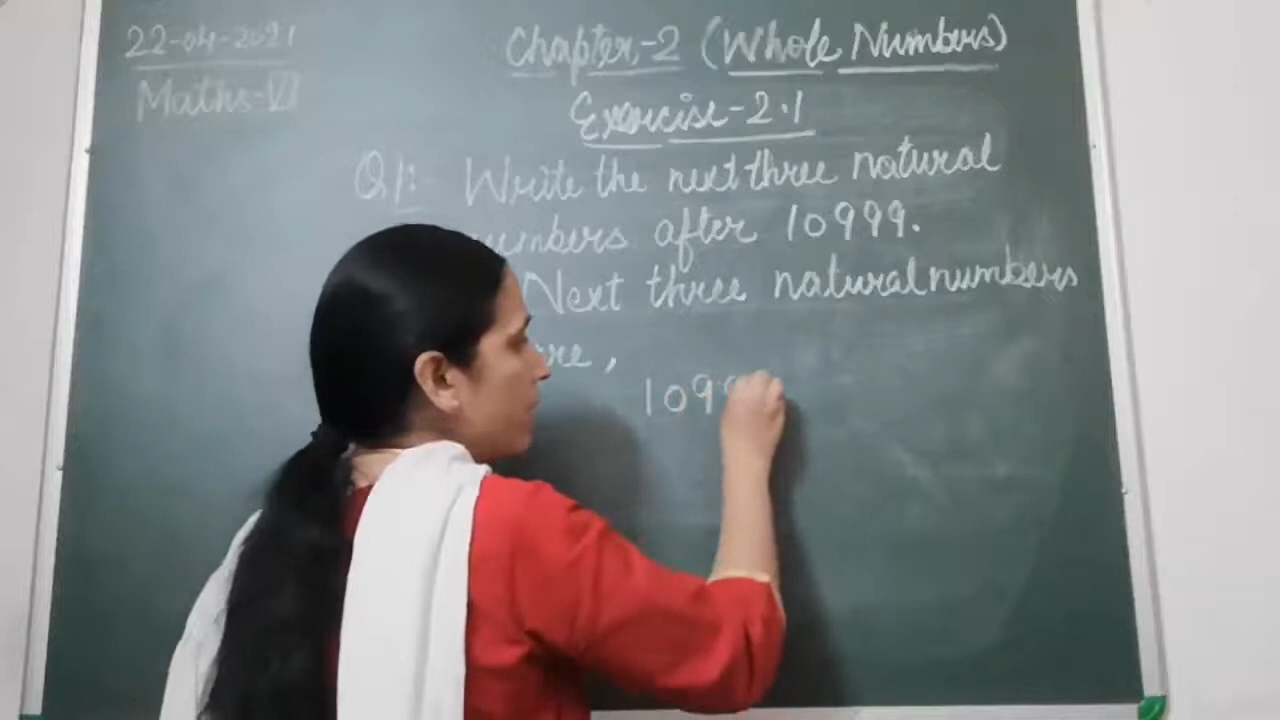 22-04-2021
Maths-VI
Chapter-2 (Whole Numbers)
Exercise-2.1
Q1:- Write the next three natural
numbers after 10999.
Next three natural numbers
are,
1099